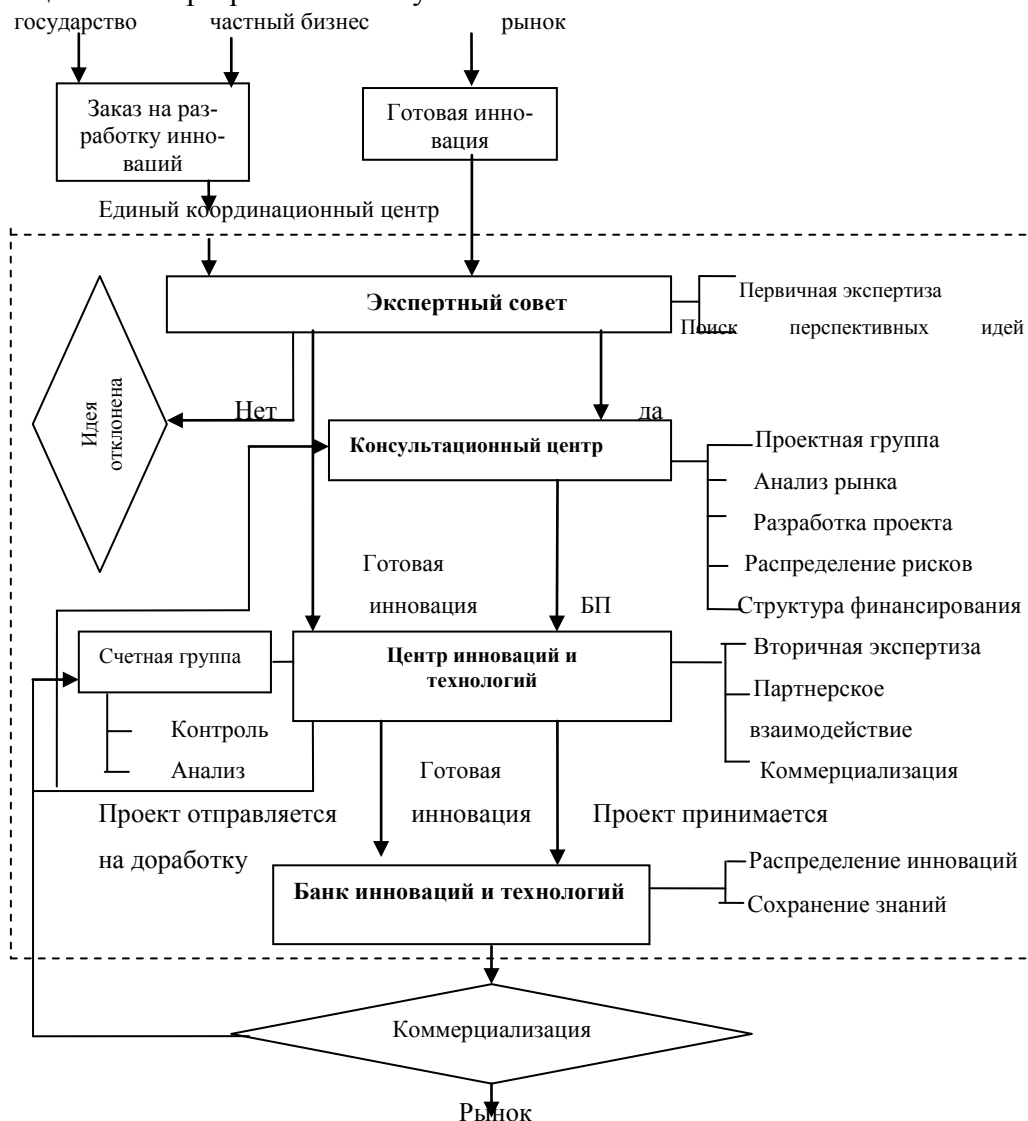 государство частный бизнес рынок
Заказ на раз-
работку инно-
ваций
Готовая инно-
вация
Единый координационный центр
Экспертный совет
Первичная экспертиза
Поиск перспективных идей
Идея
отклонена
Нет
да
Консультационный центр
Проектная группа
Анализ рынка
Разработка проекта
Распределение рисков
Структура финансирования
Готовая
инновация
БП
Счетная группа
Контроль
Анализ
Центр инноваций и
технологий
Вторичная экспертиза
Партнерское
взаимодействие
Коммерциализация
Проект отправляется
на доработку
Готовая
инновация
Проект принимается
Банк инноваций и технологий
Распределение инноваций
Сохранение знаний
Коммерциализация
Рынок